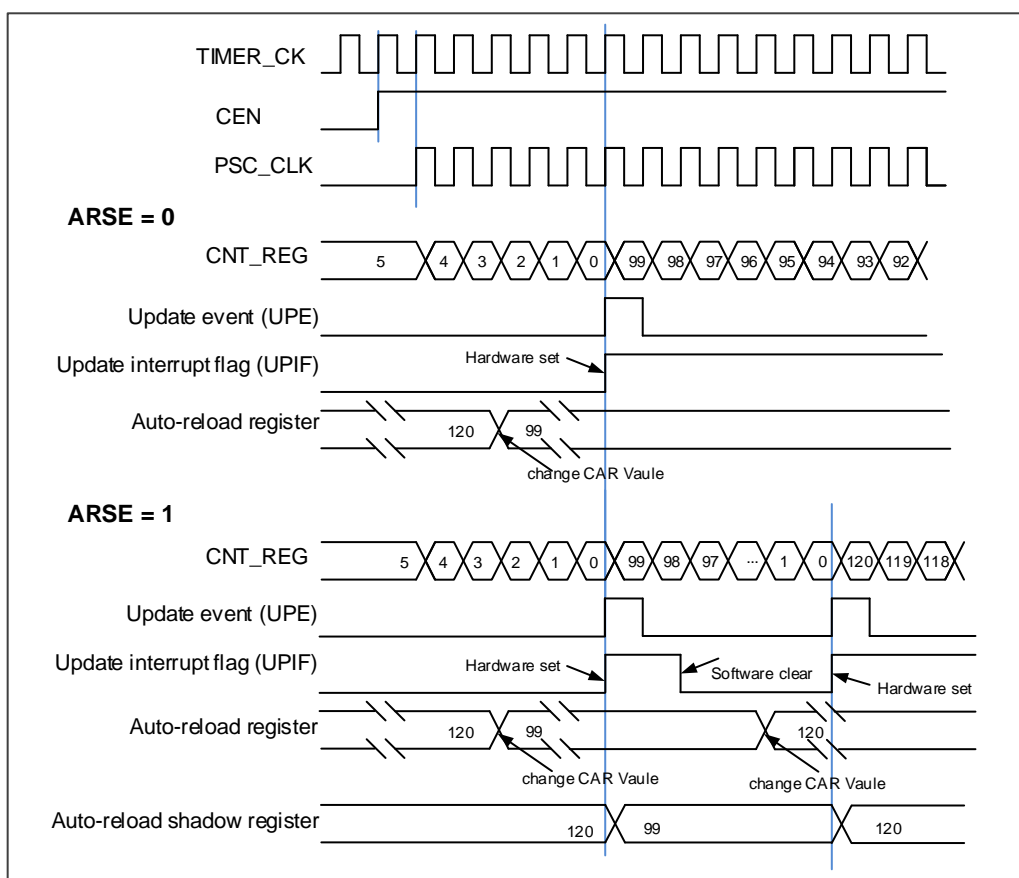 TIMER_CK
CEN
PSC_CLK
ARSE = 0
CNT_REG 5 4 3 2 1 0 99 98 97 96 95 94 93 92
Update event (UPE)
Update interrupt flag (UPIF) Hardware set
Auto-reload register 120 99
change CAR Vaule
ARSE = 1
CNT_REG 5 4 3 2 1 0 99 98 97 ... 1 0 120 119 118
Update event (UPE)
Update interrupt flag (UPIF) Hardware set Software clear Hardware set
Auto-reload register 120 99 120
change CAR Vaule change CAR Vaule
Auto-reload shadow register 120 99 120